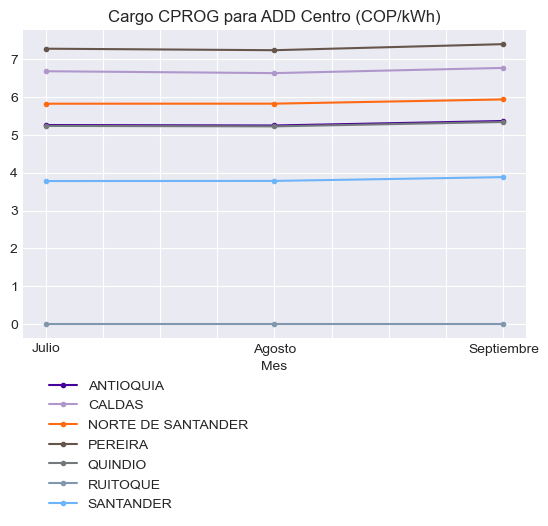 Cargo CPROG para ADD Centro (COP/kWh)
7
6
5
4
3
2
1
0
Julio Agosto Septiembre
Mes
ANTIOQUIA
CALDAS
NORTE DE SANTANDER
PEREIRA
QUINDIO
RUITOQUE
SANTANDER